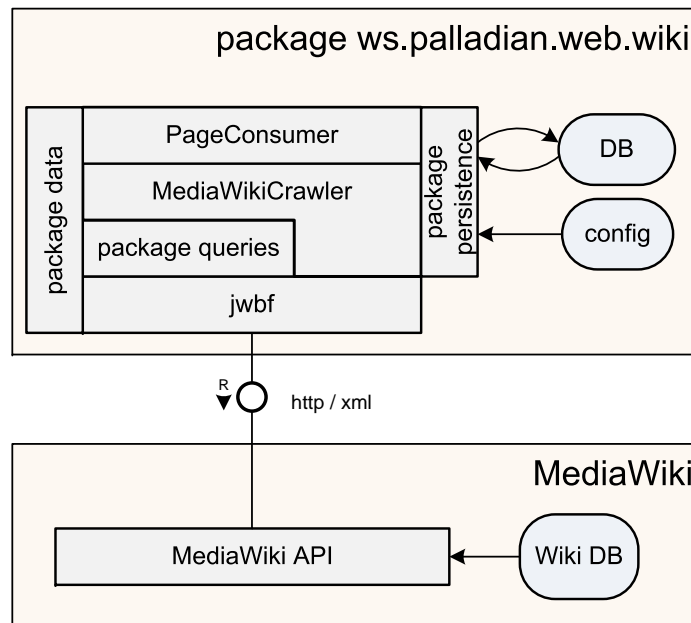 package ws.palladian.web.wiki
package data
PageConsumer
MediaWikiCrawler
package queries
jwbf
package
persistence
DB
config
R
http / xml
MediaWiki
MediaWiki API
Wiki DB